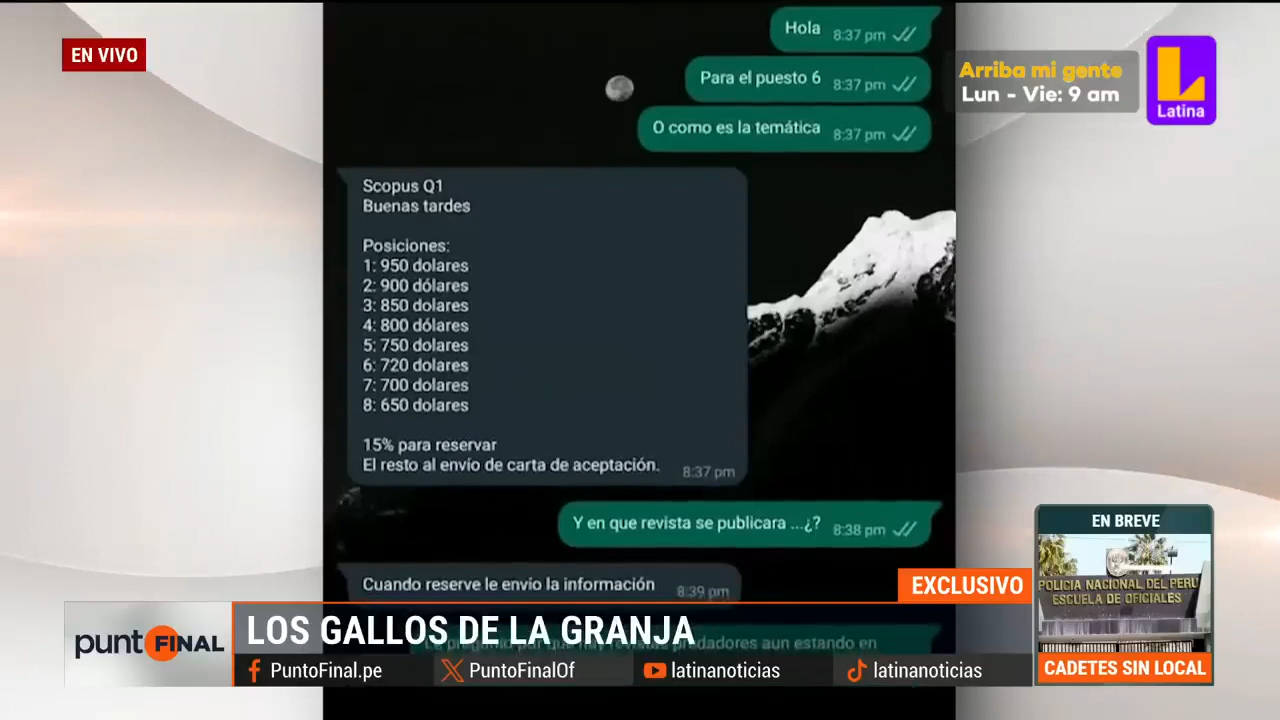 EN VIVO
Hola 8:37 pm
Para el puesto 6 8:37 pm
O como es la temática 8:37 pm
Arriba mi gente
Lun - Vie: 9 am
Latina
Scopus Q1
Buenas tardes
Posiciones:
1: 950 dolares
2: 900 dólares
3: 850 dolares
4: 800 dólares
5: 750 dolares
6: 720 dolares
7: 700 dolares
8: 650 dolares
15% para reservar
El resto al envío de carta de aceptación. 8:37 pm
Y en que revista se publicara ...¿? 8:38 pm
Cuando reserve le envio la información 8:39 pm
predadores aun estando en
EXCLUSIVO
punto FINAL
LOS GALLOS DE LA GRANJA
PuntoFinal.pe
PuntoFinalOf
latinanoticias
latinanoticias
EN BREVE
POLICIA NACIONAL DEL PERU
ESCUELA DE OFICIALES
CADETES SIN LOCAL